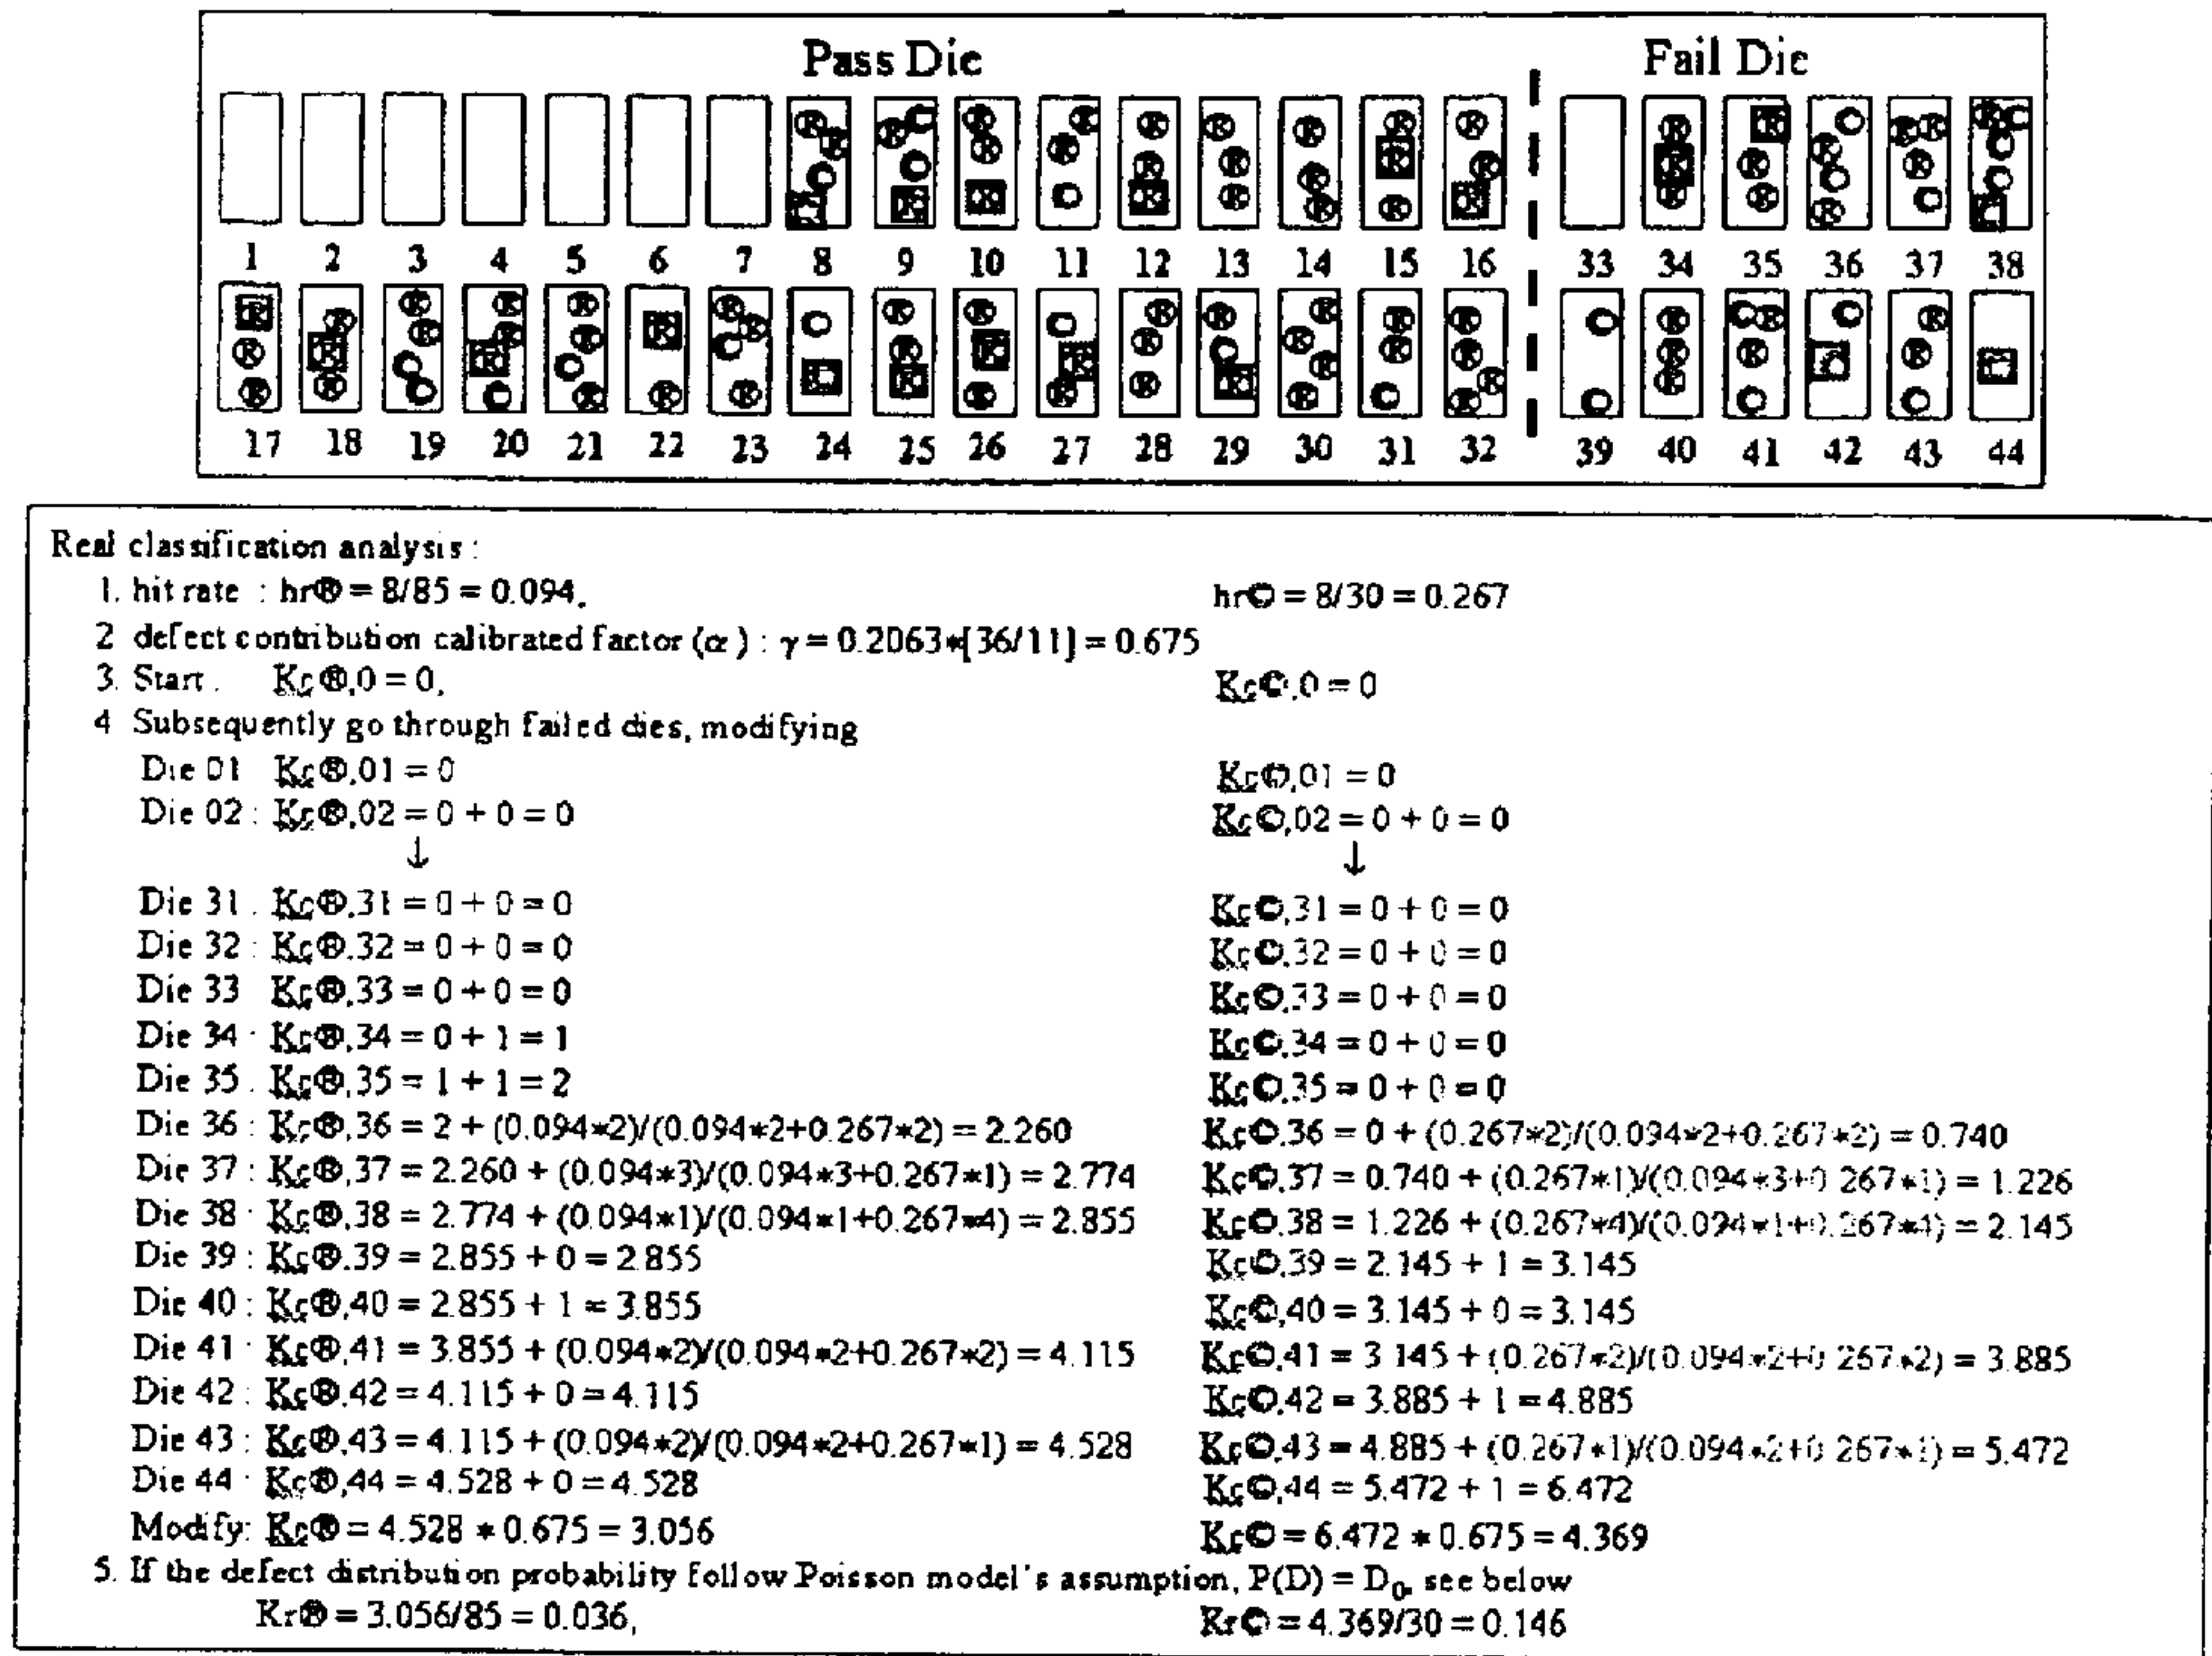 Pass Die
Fail Die
1 2 3 4 5 6 7 8 9 10 11 12 13 14 15 16 33 34 35 36 37 38
17 18 19 20 21 22 23 24 25 26 27 28 29 30 31 32 39 40 41 42 43 44
Real classification analysis :
1. hit rate : hr® = 8/85 = 0.094. hr© = 8/30 = 0.267
2 defect contribution calibrated factor (α ) : γ = 0.2063*[36/11] = 0.675
3. Start . Kc®,0 = 0, Kc©,0 = 0
4 Subsequently go through failed dies, modifying
Die 01 Kc®,01 = 0 Kc©,01 = 0
Die 02 : Kc®,02 = 0 + 0 = 0 Kc©,02 = 0 + 0 = 0
↓ ↓
Die 31 . Kc®,31 = 0 + 0 = 0 Kc©,31 = 0 + 0 = 0
Die 32 : Kc®,32 = 0 + 0 = 0 Kc©,32 = 0 + 0 = 0
Die 33 Kc®,33 = 0 + 0 = 0 Kc©,33 = 0 + 0 = 0
Die 34 · Kc®,34 = 0 + 1 = 1 Kc©,34 = 0 + 0 = 0
Die 35 . Kc®,35 = 1 + 1 = 2 Kc©,35 = 0 + 0 = 0
Die 36 : Kc®,36 = 2 + (0.094*2)/(0.094*2+0.267*2) = 2.260 Kc©,36 = 0 + (0.267*2)/(0.094*2+0.267*2) = 0.740
Die 37 : Kc®,37 = 2.260 + (0.094*3)/(0.094*3+0.267*1) = 2.774 Kc©,37 = 0.740 + (0.267*1)/(0.094*3+0.267*1) = 1.226
Die 38 · Kc®,38 = 2.774 + (0.094*1)/(0.094*1+0.267*4) = 2.855 Kc©,38 = 1.226 + (0.267*4)/(0.094*1+0.267*4) = 2.145
Die 39 : Kc®,39 = 2.855 + 0 = 2.855 Kc©,39 = 2.145 + 1 = 3.145
Die 40 : Kc®,40 = 2.855 + 1 = 3.855 Kc©,40 = 3.145 + 0 = 3.145
Die 41 · Kc®,41 = 3.855 + (0.094*2)/(0.094*2+0.267*2) = 4.115 Kc©,41 = 3.145 + (0.267*2)/(0.094*2+0.267*2) = 3.885
Die 42 : Kc®,42 = 4.115 + 0 = 4.115 Kc©,42 = 3.885 + 1 = 4.885
Die 43 : Kc®,43 = 4.115 + (0.094*2)/(0.094*2+0.267*1) = 4.528 Kc©,43 = 4.885 + (0.267*1)/(0.094*2+0.267*1) = 5.472
Die 44 · Kc®,44 = 4.528 + 0 = 4.528 Kc©,44 = 5.472 + 1 = 6.472
Modify: Kc® = 4.528 * 0.675 = 3.056 Kc© = 6.472 * 0.675 = 4.369
5. If the defect distribution probability follow Poisson model's assumption, P(D) = D₀, see below
Kr® = 3.056/85 = 0.036, Kr© = 4.369/30 = 0.146